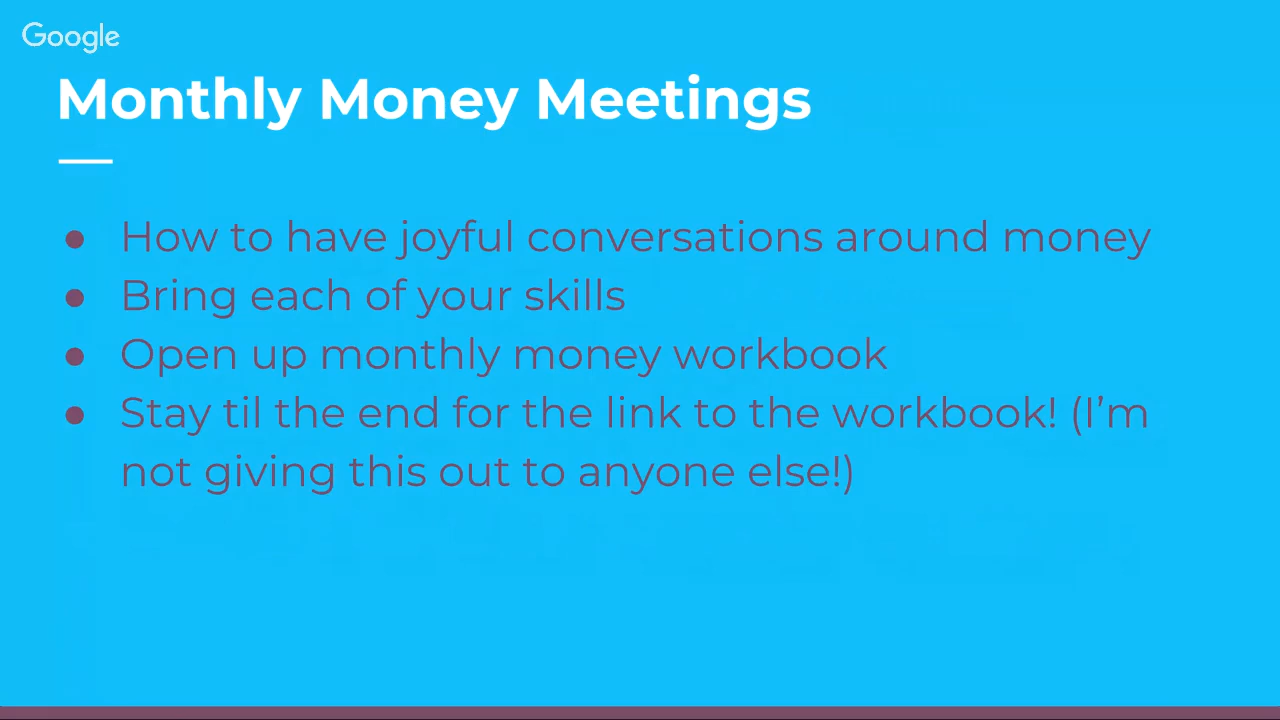 Google
Monthly Money Meetings
● How to have joyful conversations around money
● Bring each of your skills
● Open up monthly money workbook
● Stay til the end for the link to the workbook! (I’m
not giving this out to anyone else!)